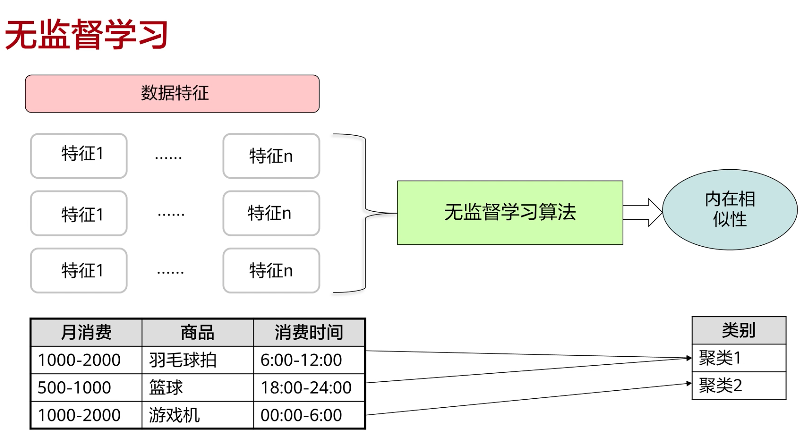 无监督学习
数据特征
特征1 ...... 特征n
特征1 ...... 特征n
特征1 ...... 特征n
无监督学习算法
内在相
似性
月消费 商品 消费时间
1000-2000 羽毛球拍 6:00-12:00
500-1000 篮球 18:00-24:00
1000-2000 游戏机 00:00-6:00
类别
聚类1
聚类2